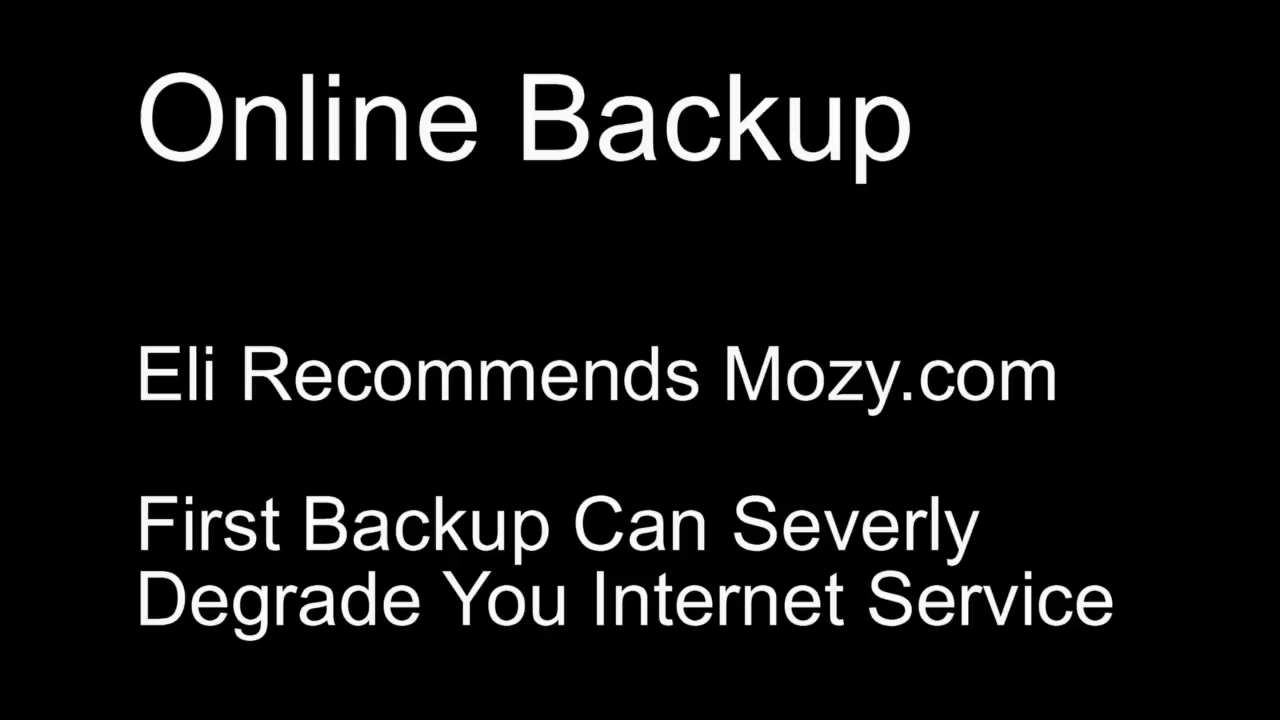 Online Backup
Eli Recommends Mozy.com
First Backup Can Severly
Degrade You Internet Service